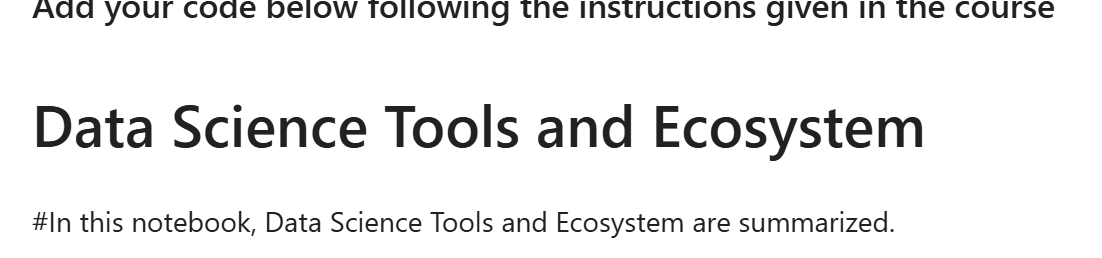 Add your code below following the instructions given in the course
Data Science Tools and Ecosystem
#In this notebook, Data Science Tools and Ecosystem are summarized.